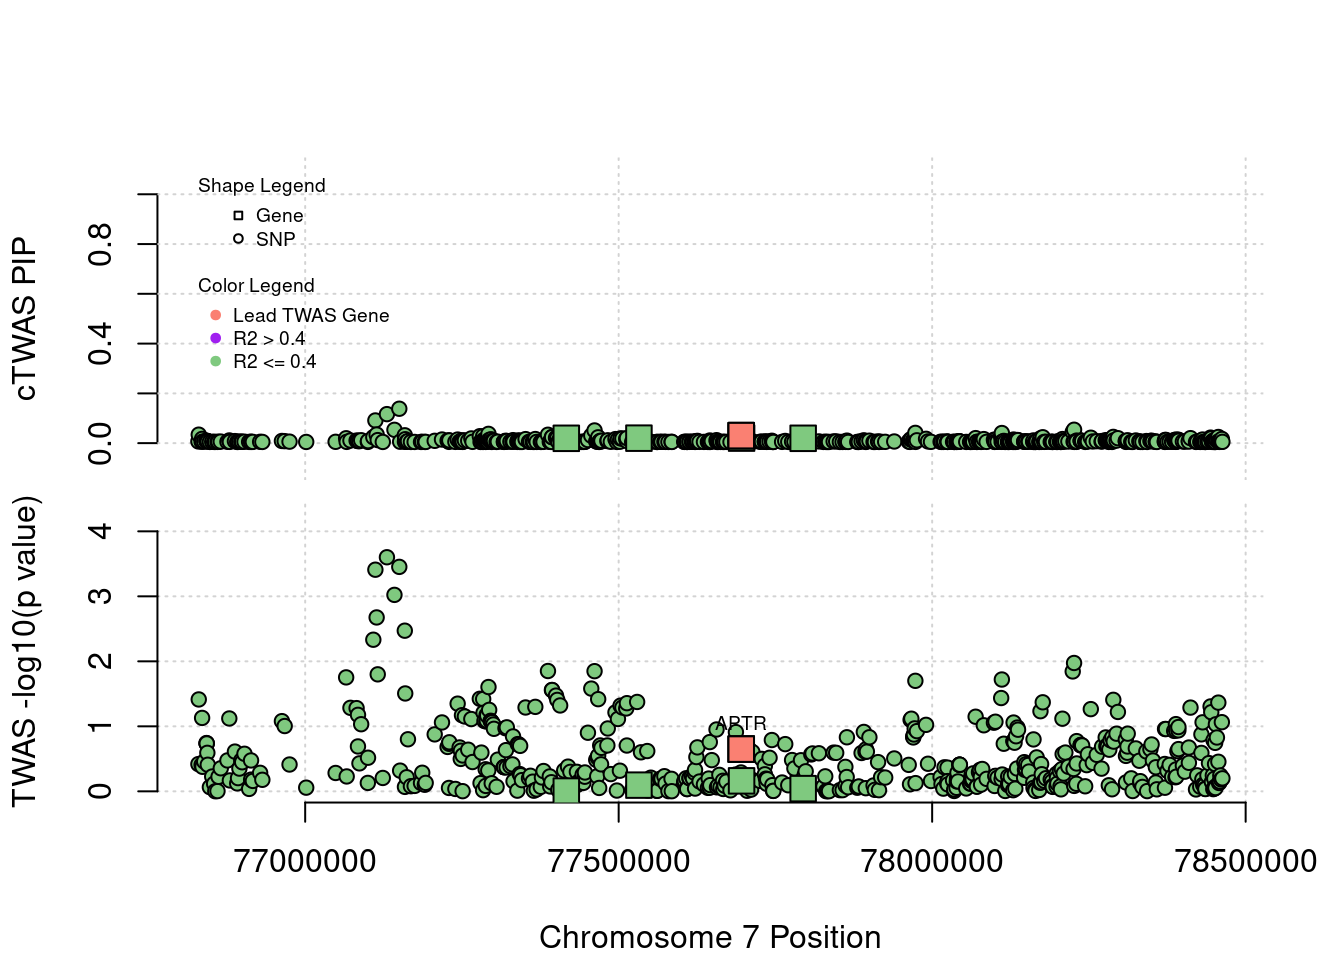 Shape Legend
Gene
SNP
Color Legend
Lead TWAS Gene
R2 > 0.4
R2 <= 0.4
cTWAS PIP
0.8
0.4
0.0
TWAS -log10(p value)
4
3
2
1
0
APTR
77000000 77500000 78000000 78500000
Chromosome 7 Position